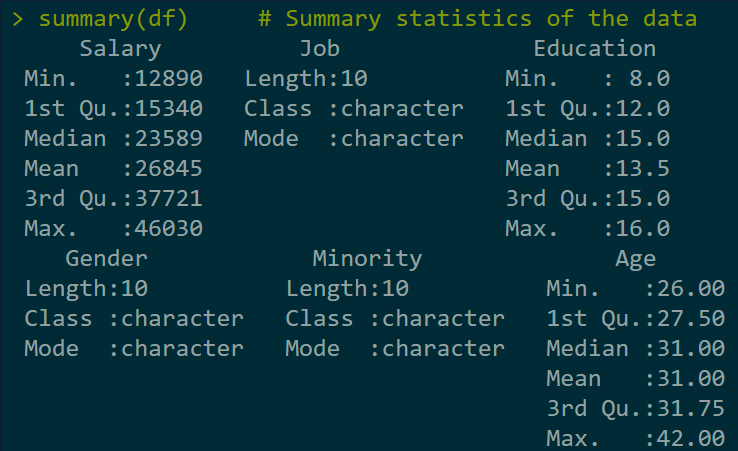 > summary(df)     # Summary statistics of the data
     Salary          Job              Education
 Min.   :12890   Length:10          Min.   : 8.0
 1st Qu.:15340   Class :character   1st Qu.:12.0
 Median :23589   Mode  :character   Median :15.0
 Mean   :26845                      Mean   :13.5
 3rd Qu.:37721                      3rd Qu.:15.0
 Max.   :46030                      Max.   :16.0
    Gender            Minority              Age
 Length:10          Length:10          Min.   :26.00
 Class :character   Class :character   1st Qu.:27.50
 Mode  :character   Mode  :character   Median :31.00
                                       Mean   :31.00
                                       3rd Qu.:31.75
                                       Max.   :42.00